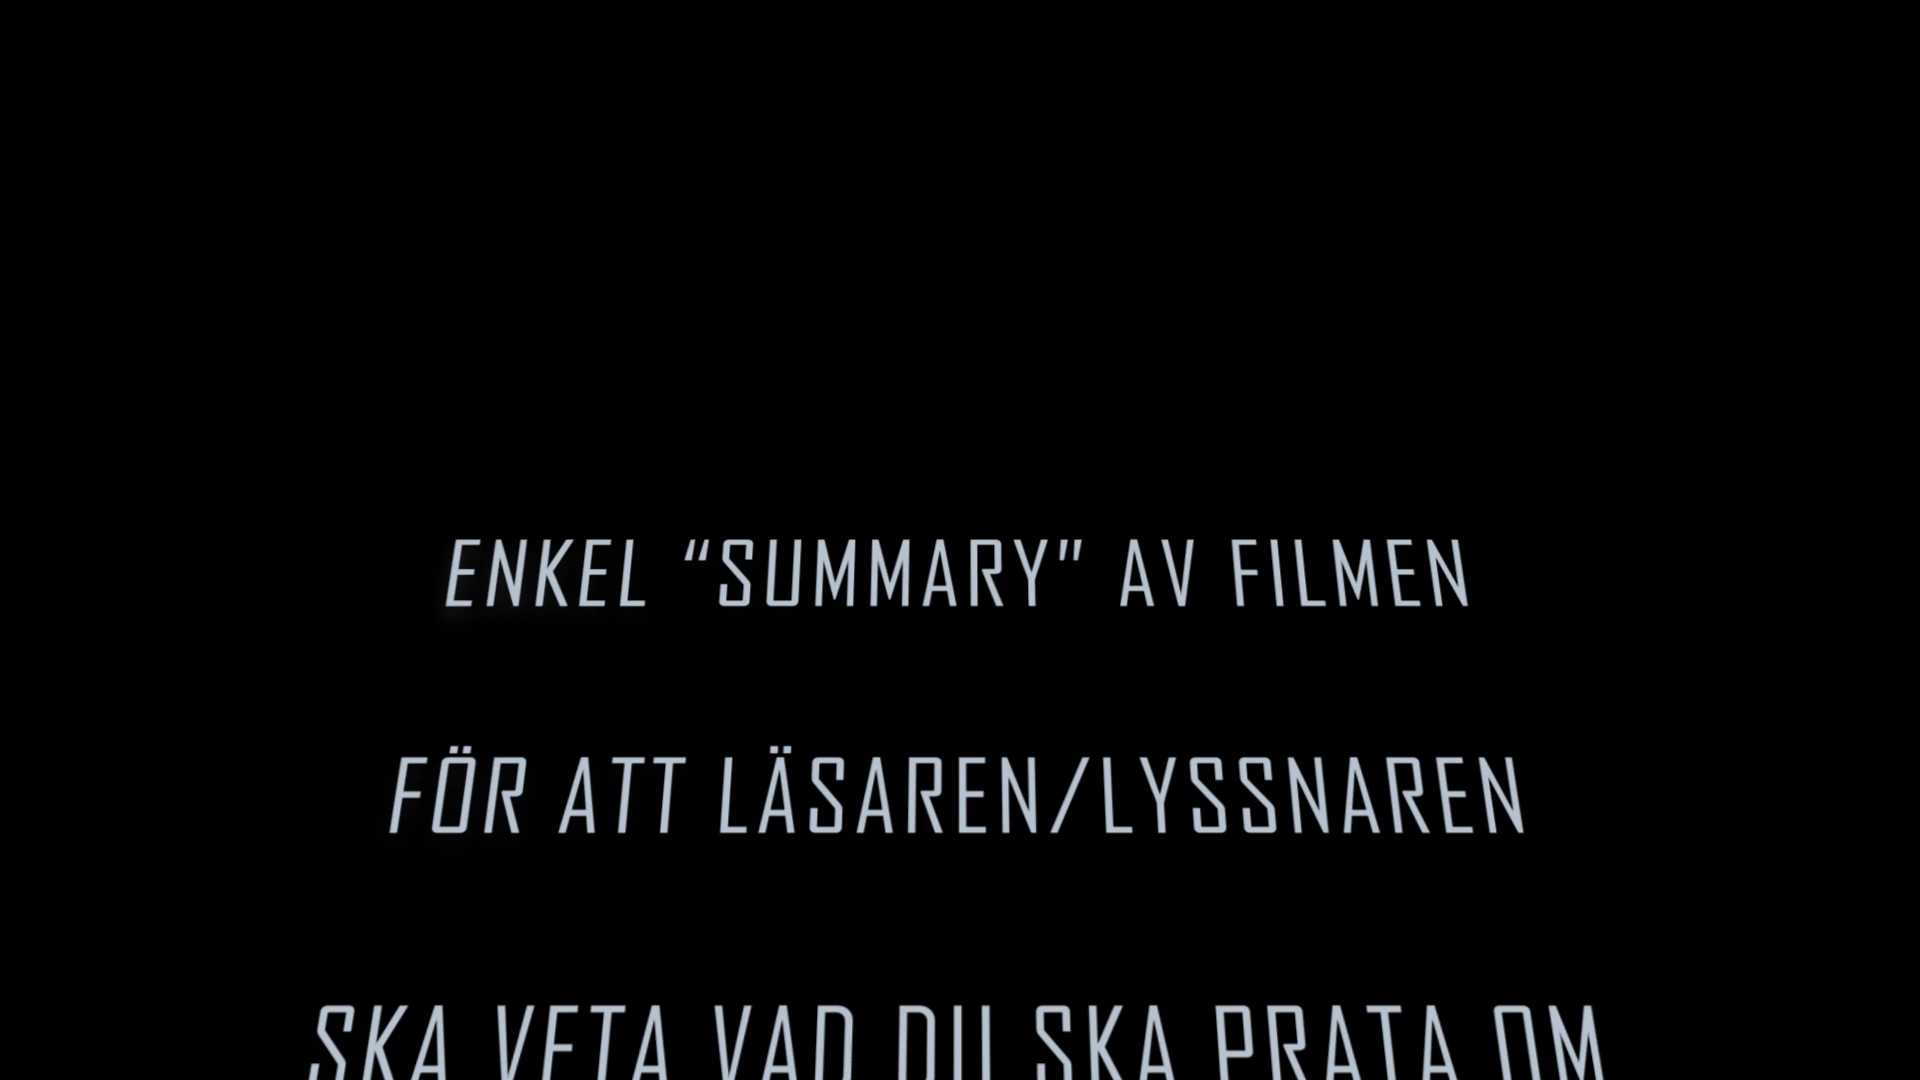 ENKEL “SUMMARY” AV FILMEN
FÖR ATT LÄSAREN/LYSSNAREN
SKA VETA VAD DU SKA PRATA OM